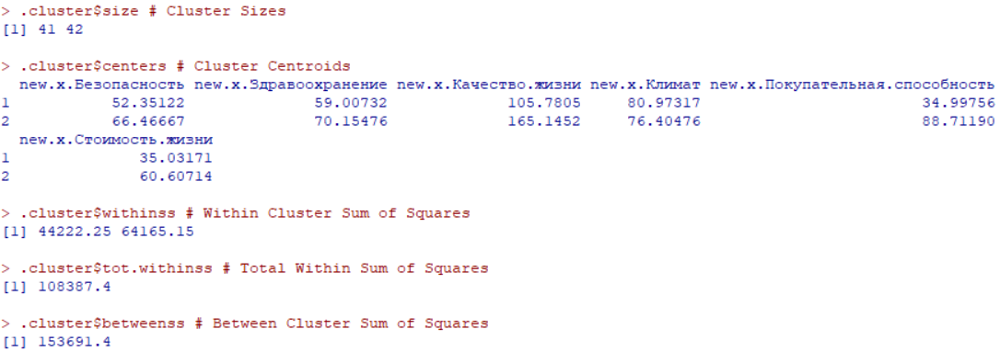 > .cluster$size # Cluster Sizes
[1] 41 42
> .cluster$centers # Cluster Centroids
new.x.Безопасность new.x.Здравоохранение new.x.Качество.жизни new.x.Климат new.x.Покупательная.способность
1 52.35122 59.00732 105.7805 80.97317 34.99756
2 66.46667 70.15476 165.1452 76.40476 88.71190
new.x.Стоимость.жизни
1 35.03171
2 60.60714
> .cluster$withinss # Within Cluster Sum of Squares
[1] 44222.25 64165.15
> .cluster$tot.withinss # Total Within Sum of Squares
[1] 108387.4
> .cluster$betweenss # Between Cluster Sum of Squares
[1] 153691.4